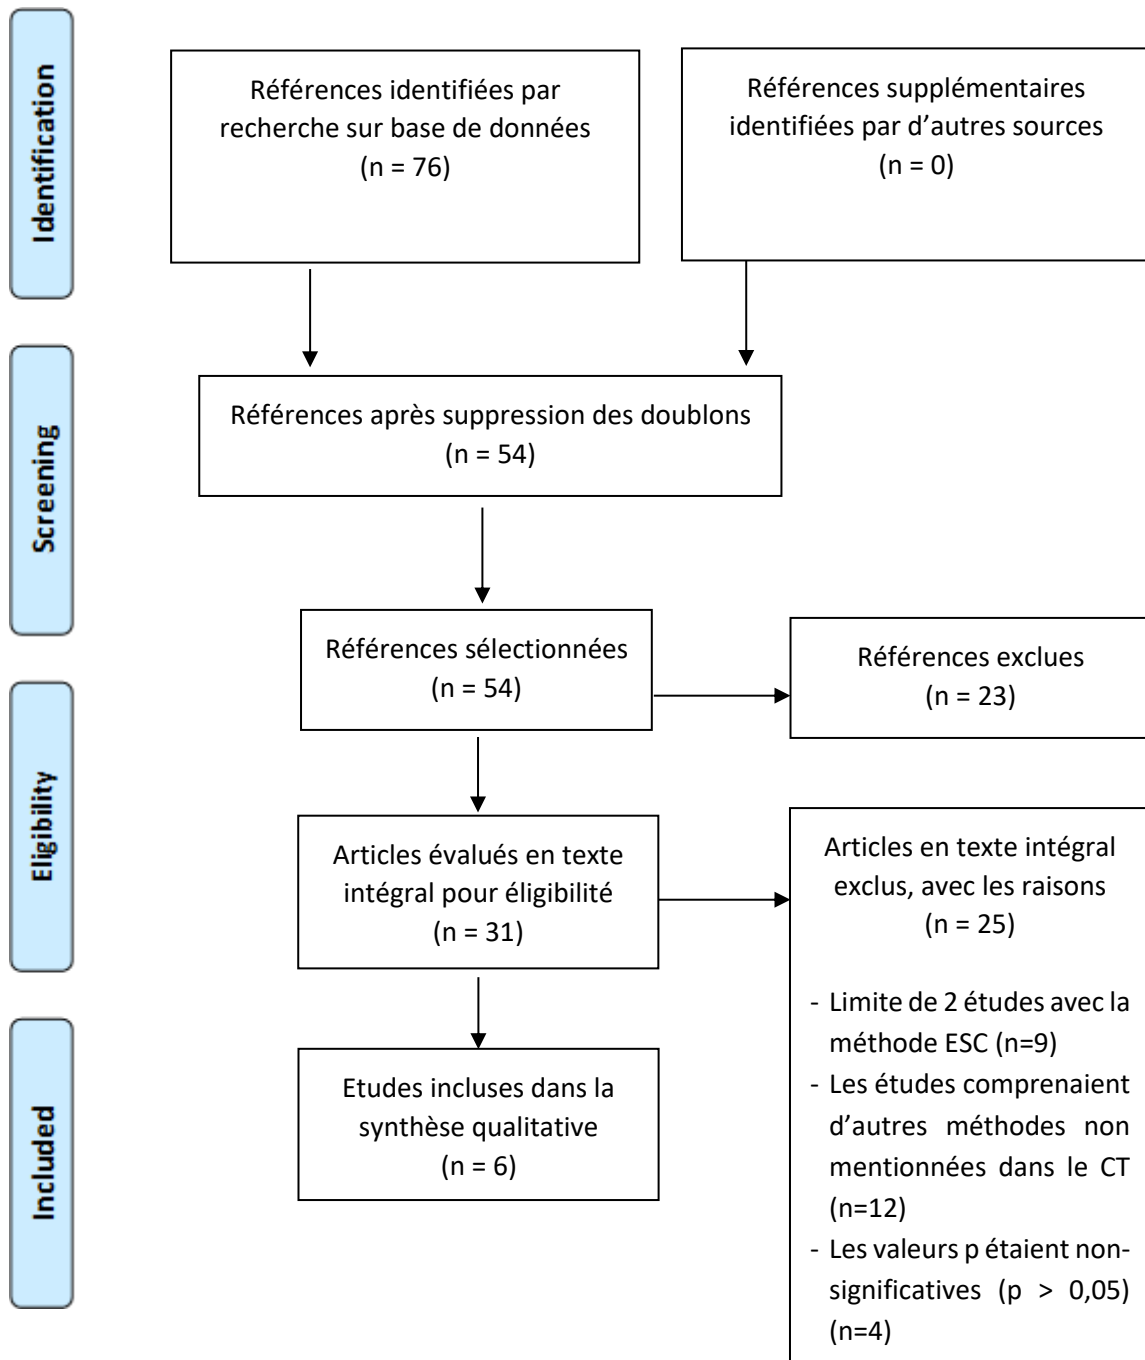 Identification
Références identifiées par
recherche sur base de données
(n = 76)
Références supplémentaires
identifiées par d’autres sources
(n = 0)
Screening
Références après suppression des doublons
(n = 54)
Références sélectionnées
(n = 54)
Références exclues
(n = 23)
Eligibility
Articles évalués en texte
intégral pour éligibilité
(n = 31)
Articles en texte intégral
exclus, avec les raisons
(n = 25)
- Limite de 2 études avec la
méthode ESC (n=9)
- Les études comprenaient
d’autres méthodes non
mentionnées dans le CT
(n=12)
- Les valeurs p étaient non-
significatives (p > 0,05)
(n=4)
Included
Etudes incluses dans la
synthèse qualitative
(n = 6)